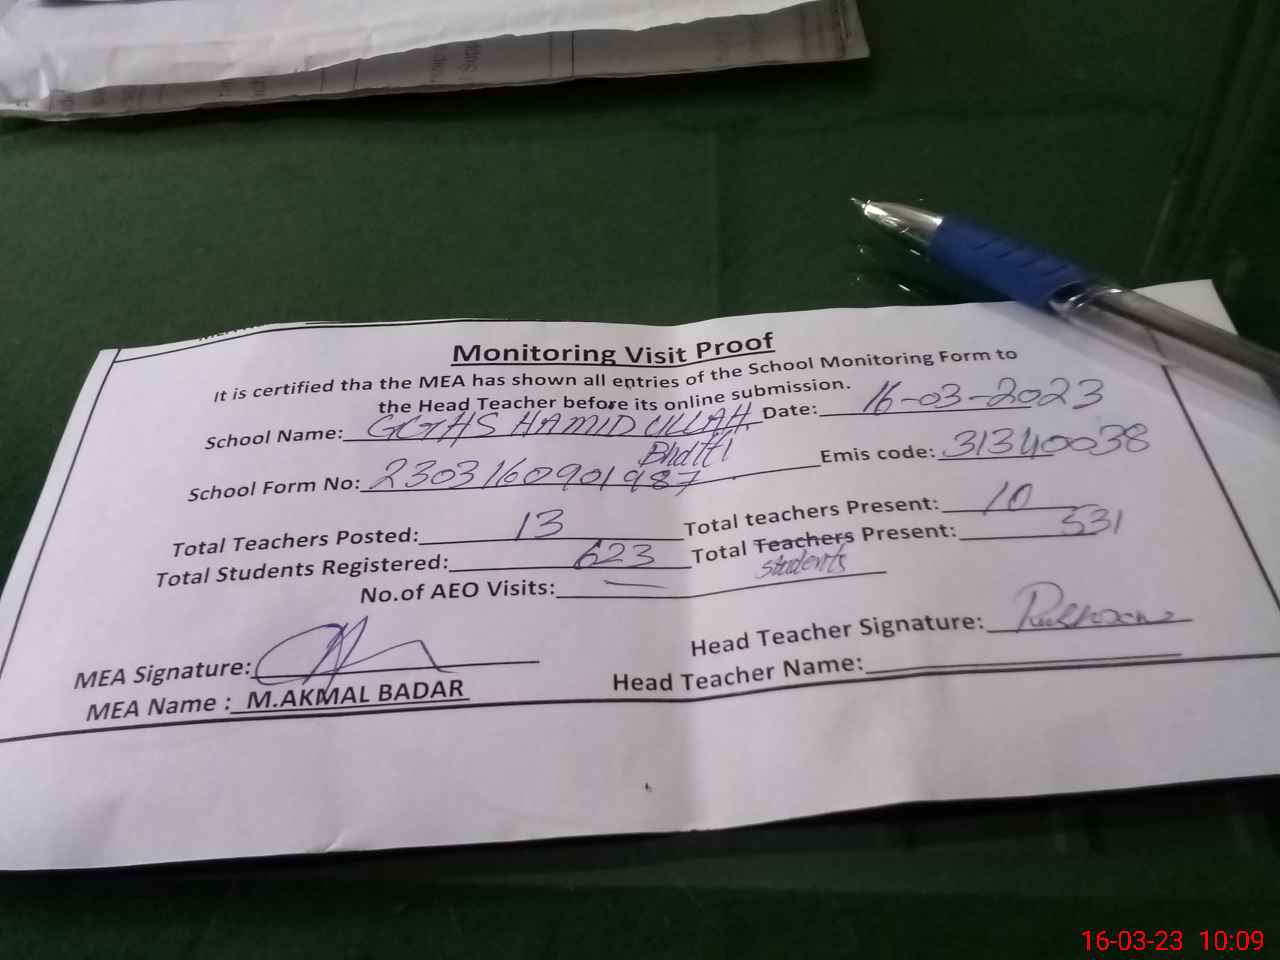 Monitoring Visit Proof
It is certified tha the MEA has shown all entries of the School Monitoring Form to
the Head Teacher before its online submission.
School Name: GGHS HAMID ULLAH Date: 16-03-2023
Bhatti
School Form No: 2303160901987 Emis code: 31340038
Total Teachers Posted: 13 Total teachers Present: 10
Total Students Registered: 623 Total Teachers Present: 531
students
No.of AEO Visits: —
MEA Signature: Head Teacher Signature:
MEA Name : M.AKMAL BADAR Head Teacher Name:
16-03-23 10:09